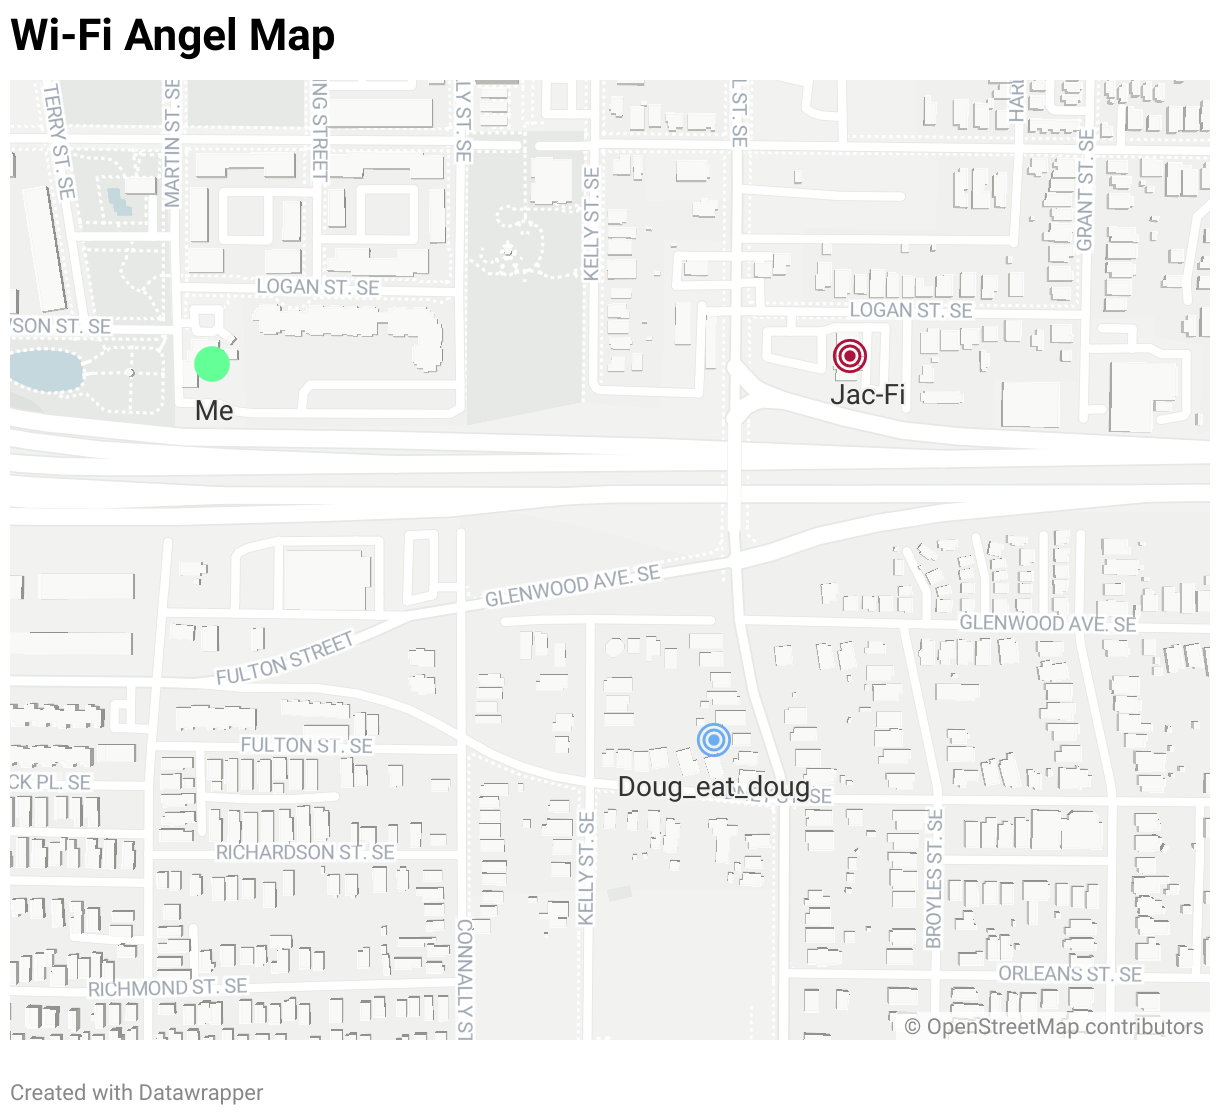 Wi-Fi Angel Map
TERRY ST. SE
MARTIN ST. SE
NG STREET
LY ST. SE
KELLY ST. SE
L ST. SE
GRANT ST. SE
LOGAN ST. SE
LOGAN ST. SE
SON ST. SE
Me
Jac-Fi
GLENWOOD AVE. SE
GLENWOOD AVE. SE
FULTON STREET
FULTON ST. SE
CK PL. SE
Doug_eat_doug
ST. SE
RICHARDSON ST. SE
KELLY ST. SE
BROYLES ST. SE
CONNALLY S
RICHMOND ST. SE
ORLEANS ST. SE
© OpenStreetMap contributors
Created with Datawrapper